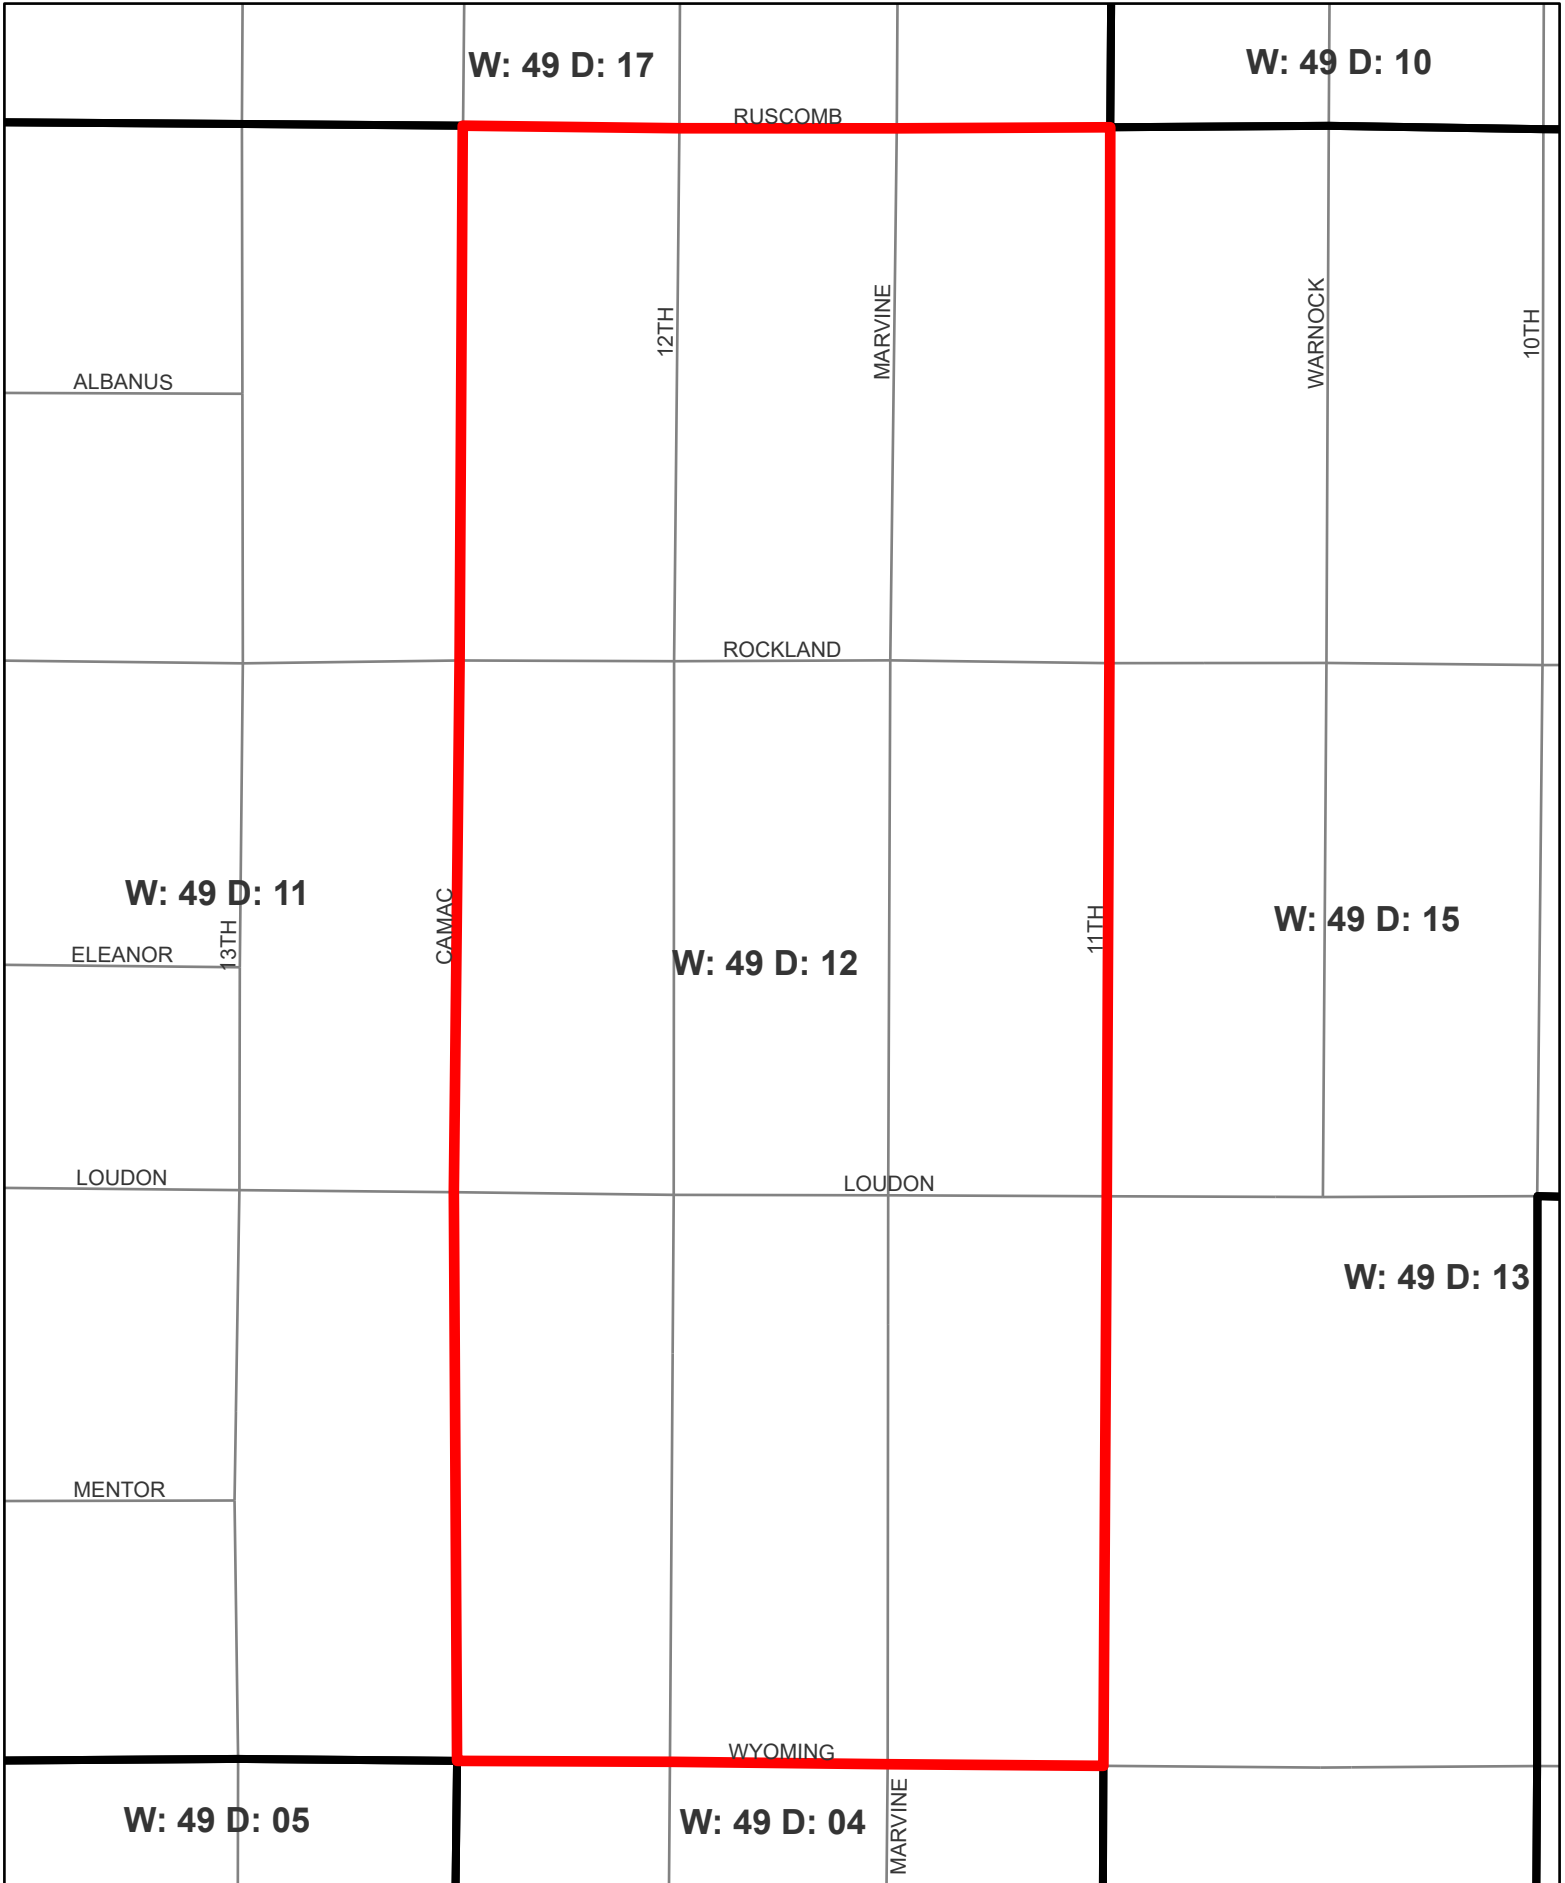 W: 49 D: 17
W: 49 D: 10
RUSCOMB
12TH
MARVINE
WARNOCK
10TH
ALBANUS
ROCKLAND
W: 49 D: 11
13TH
CAMAC
11TH
W: 49 D: 15
ELEANOR
W: 49 D: 12
LOUDON
LOUDON
W: 49 D: 13
MENTOR
WYOMING
W: 49 D: 05
W: 49 D: 04
MARVINE